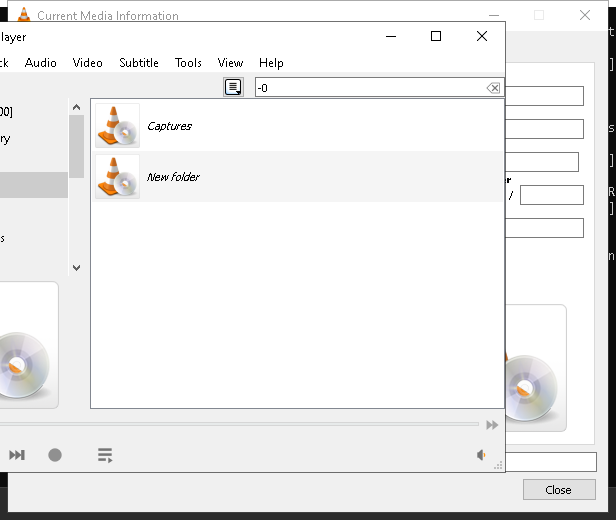 Current Media Information
layer
ck Audio Video Subtitle Tools View Help
-0
00]
ry
s
Captures
New folder
r
/
t
]
s
]
R
]
n
Close